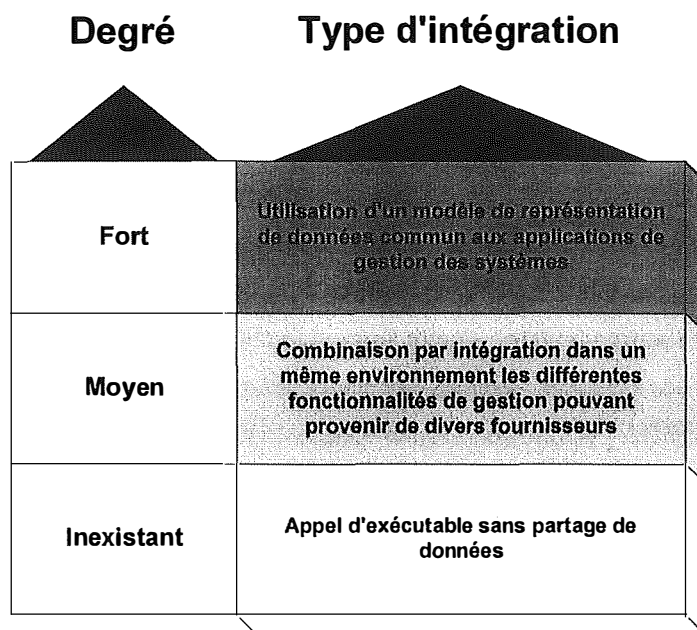 Degré
Type d'intégration
Fort
Utilisation d'un modèle de représentation
de données commun aux applications de
gestion des systèmes
Moyen
Combinaison par intégration dans un
même environnement les différentes
fonctionnalités de gestion pouvant
provenir de divers fournisseurs
Inexistant
Appel d'exécutable sans partage de
données